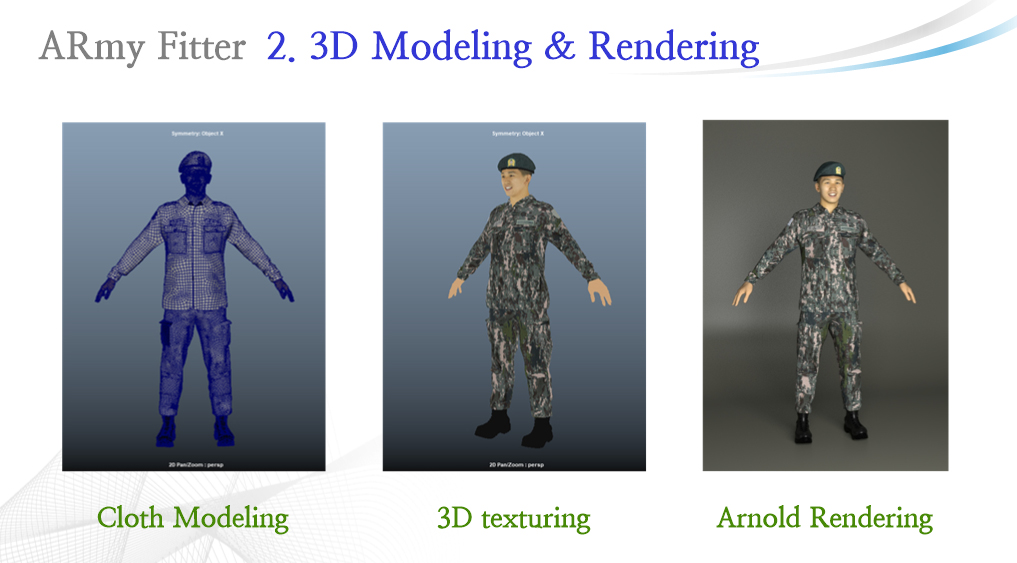 ARmy Fitter 2. 3D Modeling & Rendering
Symmetry: Object X
Symmetry: Object X
2D Pan/Zoom : persp
2D Pan/Zoom : persp
Cloth Modeling
3D texturing
Arnold Rendering